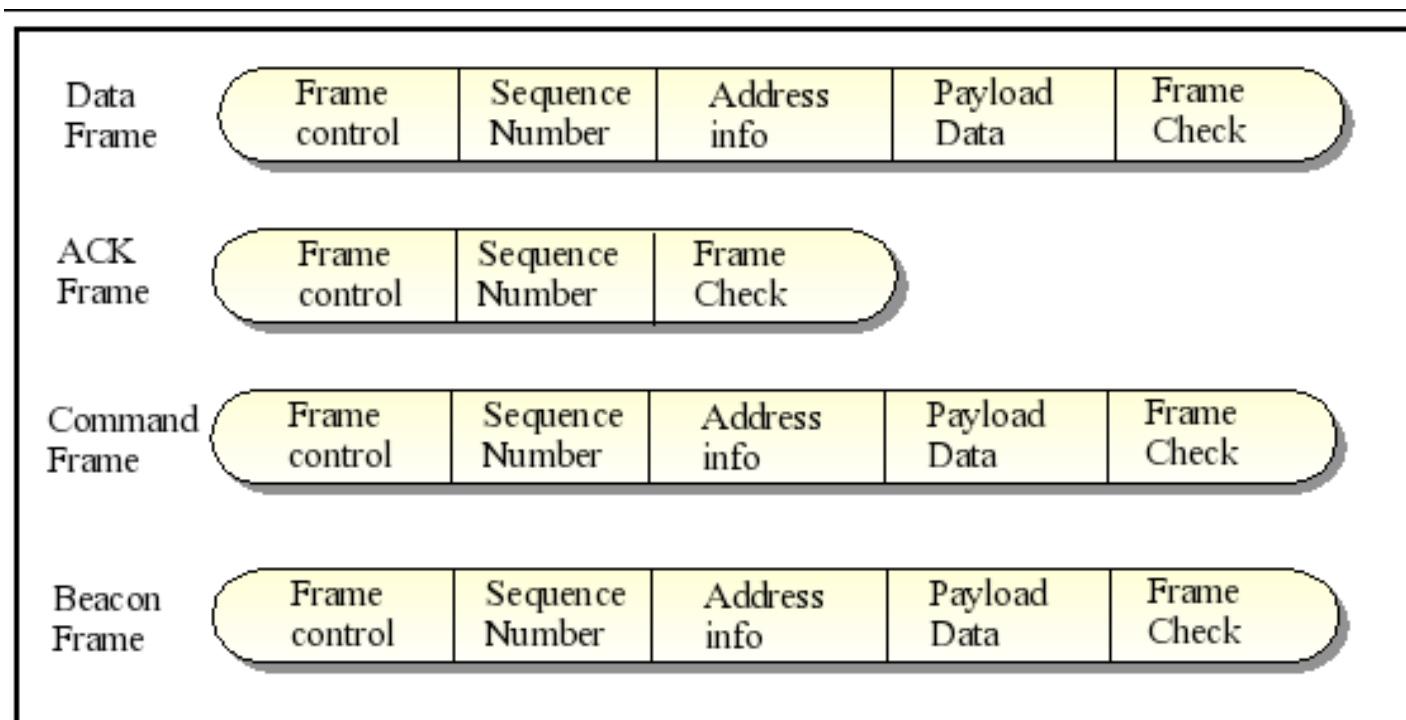 Data
Frame
Frame
control
Sequence
Number
Address
info
Payload
Data
Frame
Check
ACK
Frame
Frame
control
Sequence
Number
Frame
Check
Command
Frame
Frame
control
Sequence
Number
Address
info
Payload
Data
Frame
Check
Beacon
Frame
Frame
control
Sequence
Number
Address
info
Payload
Data
Frame
Check